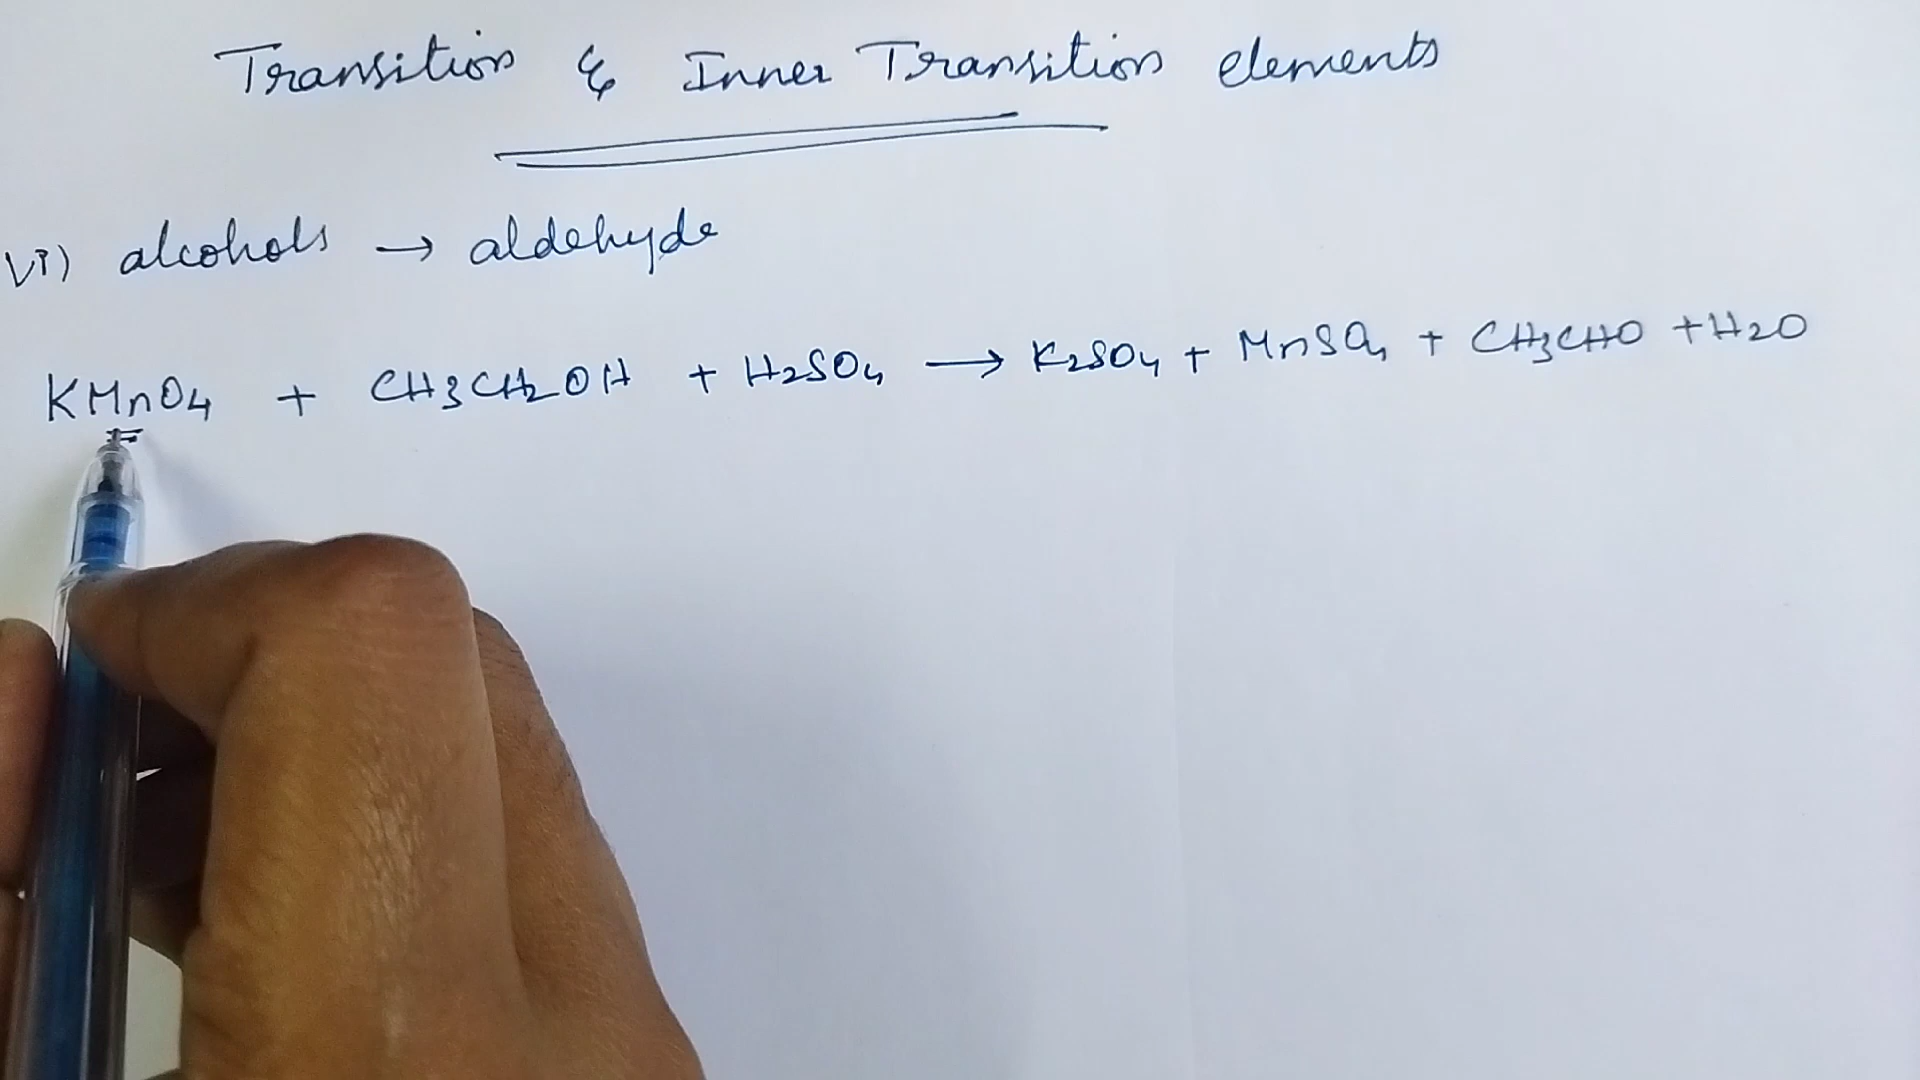 Transition & Inner Transition elements
vi) alcohols → aldehyde
KMnO4 + CH3CH2OH + H2SO4 → K2SO4 + MnSO4 + CH3CHO + H2O